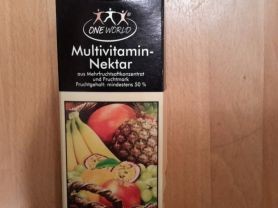 ONE WORLD
Multivitamin-
Nektar
aus Mehrfruchtsaftkonzentrat
und Fruchtmark
Fruchtgehalt: mindestens 50 %